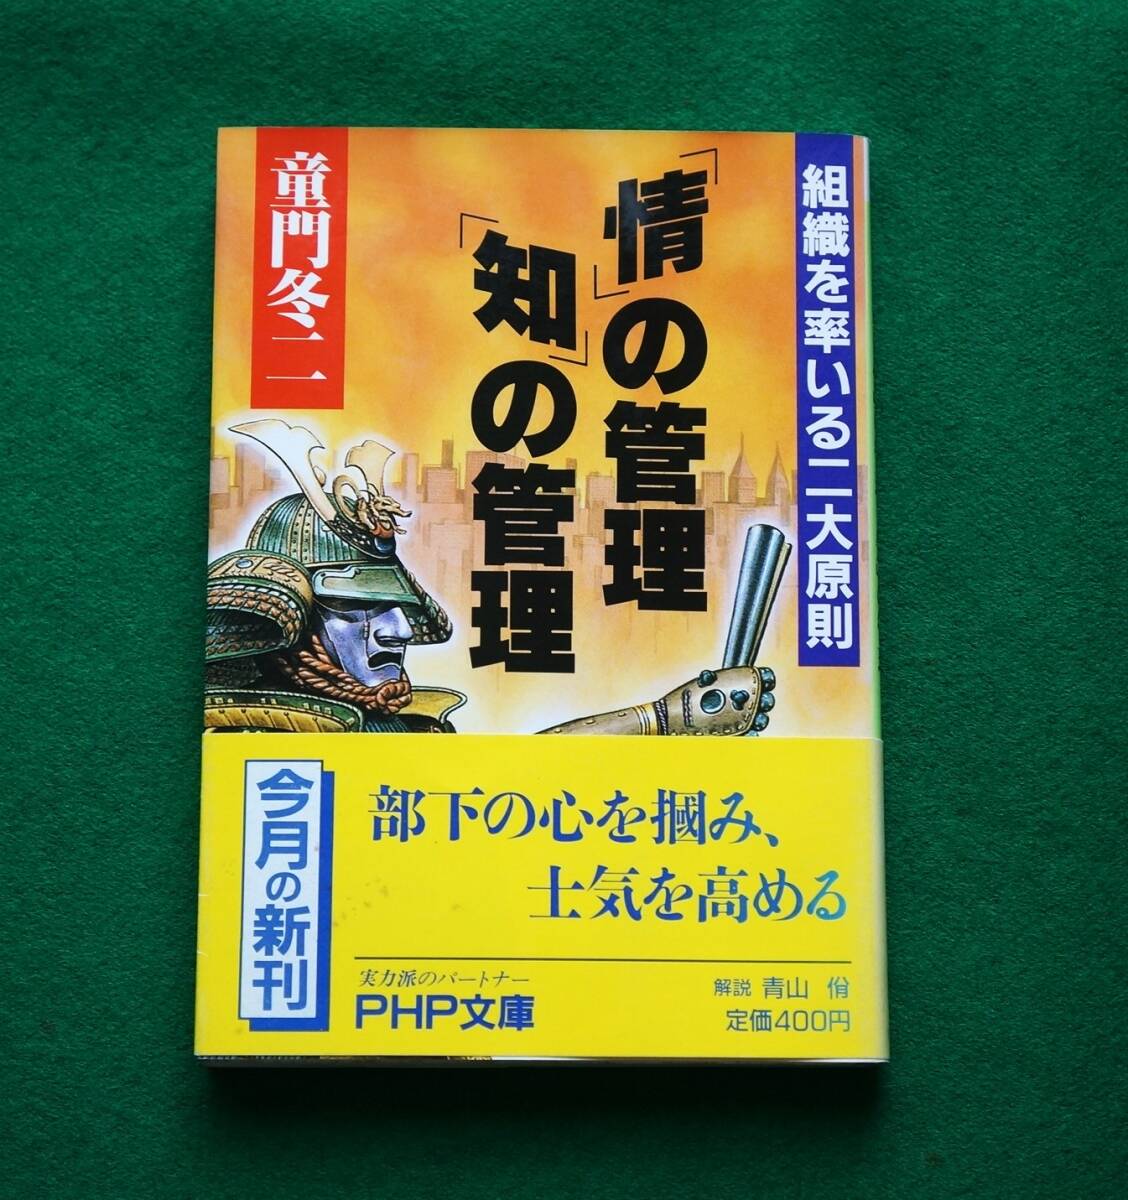 組織を率いる二大原則
「情」の管理
「知」の管理
童門冬二
今月の新刊
部下の心を摑み、
士気を高める
実力派のパートナー
PHP文庫
解説 青山 佾
定価400円